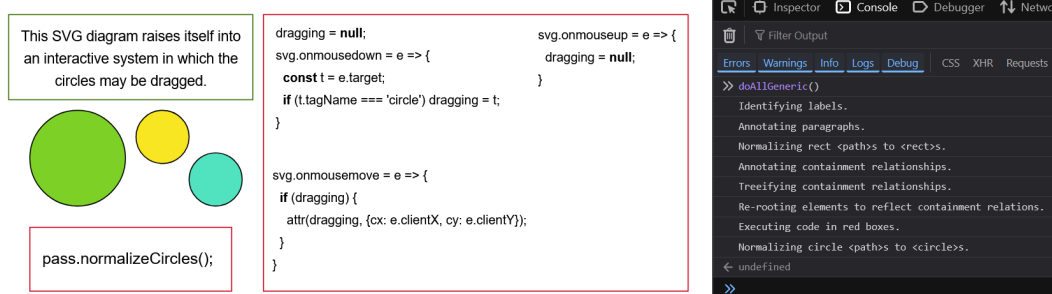 This SVG diagram raises itself into
an interactive system in which the
circles may be dragged.
pass.normalizeCircles();
dragging = null;
svg.onmousedown = e => {
const t = e.target;
if (t.tagName === 'circle') dragging = t;
}
svg.onmousemove = e => {
if (dragging) {
attr(dragging, {cx: e.clientX, cy: e.clientY});
}
}
svg.onmouseup = e => {
dragging = null;
}
Inspector Console Debugger Netwo
Filter Output
Errors Warnings Info Logs Debug CSS XHR Requests
>> doAllGeneric()
Identifying labels.
Annotating paragraphs.
Normalizing rect <path>s to <rect>s.
Annotating containment relationships.
Treeifying containment relationships.
Re-rooting elements to reflect containment relations.
Executing code in red boxes.
Normalizing circle <path>s to <circle>s.
← undefined
>>